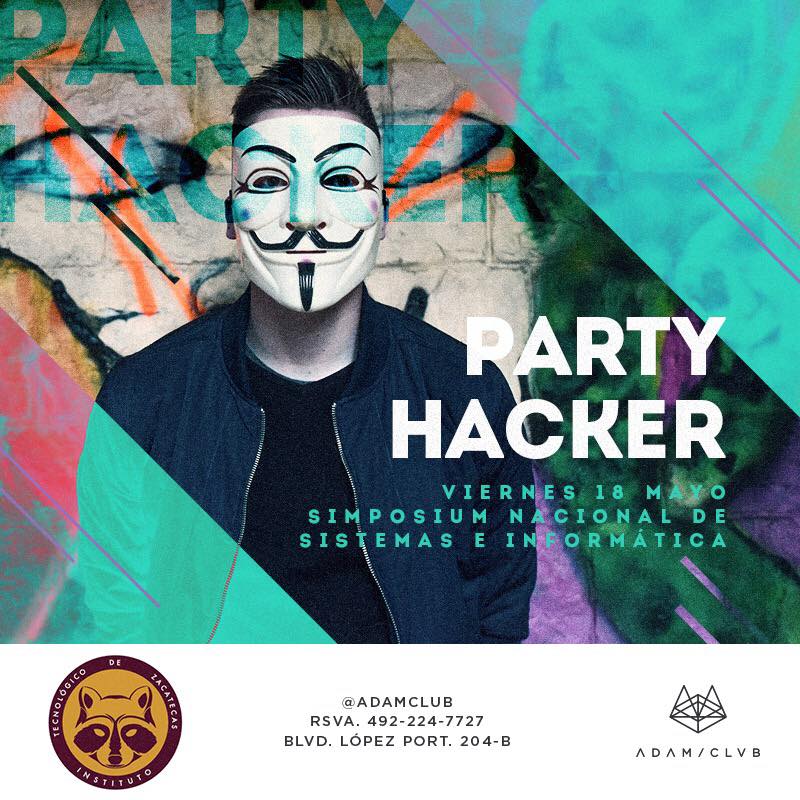 PARTY
HACKER
PARTY
HACKER
VIERNES 18 MAYO
SIMPOSIUM NACIONAL DE
SISTEMAS E INFORMÁTICA
TECNOLÓGICO DE ZACATECAS
INSTITUTO
@ADAMCLUB
RSVA. 492-224-7727
BLVD. LÓPEZ PORT. 204-B
ADAM/CLVB